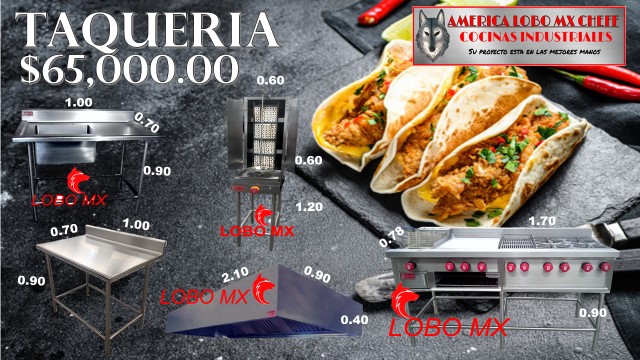 TAQUERIA
$65,000.00
AMERICA LOBO MX CHEFF
COCINAS INDUSTRIALES
Su proyecto esta en las mejores manos
1.00
0.70
0.90
LOBO MX
0.60
0.60
1.20
LOBO MX
0.70
1.00
0.90
2.10
0.90
0.40
LOBO MX
0.78
1.70
0.90
LOBO MX